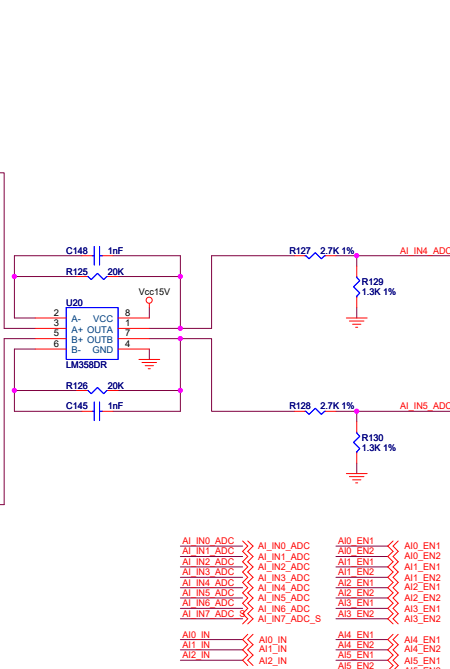 C148 1nF
R125 20K
Vcc15V
U20
2 A- VCC 8
3 A+ OUTA 1
5 B+ OUTB 7
6 B- GND 4
LM358DR
R126 20K
C145 1nF
R127 2.7K 1% AI_IN4_ADC
R129
1.3K 1%
R128 2.7K 1% AI_IN5_ADC
R130
1.3K 1%
AI_IN0_ADC AI_IN0_ADC
AI_IN1_ADC AI_IN1_ADC
AI_IN2_ADC AI_IN2_ADC
AI_IN3_ADC AI_IN3_ADC
AI_IN4_ADC AI_IN4_ADC
AI_IN5_ADC AI_IN5_ADC
AI_IN6_ADC AI_IN6_ADC
AI_IN7_ADC_S AI_IN7_ADC_S
AI0_IN AI0_IN
AI1_IN AI1_IN
AI2_IN AI2_IN
AI0_EN1 AI0_EN1
AI0_EN2 AI0_EN2
AI1_EN1 AI1_EN1
AI1_EN2 AI1_EN2
AI2_EN1 AI2_EN1
AI2_EN2 AI2_EN2
AI3_EN1 AI3_EN1
AI3_EN2 AI3_EN2
AI4_EN1 AI4_EN1
AI4_EN2 AI4_EN2
AI5_EN1 AI5_EN1
AI5_EN2